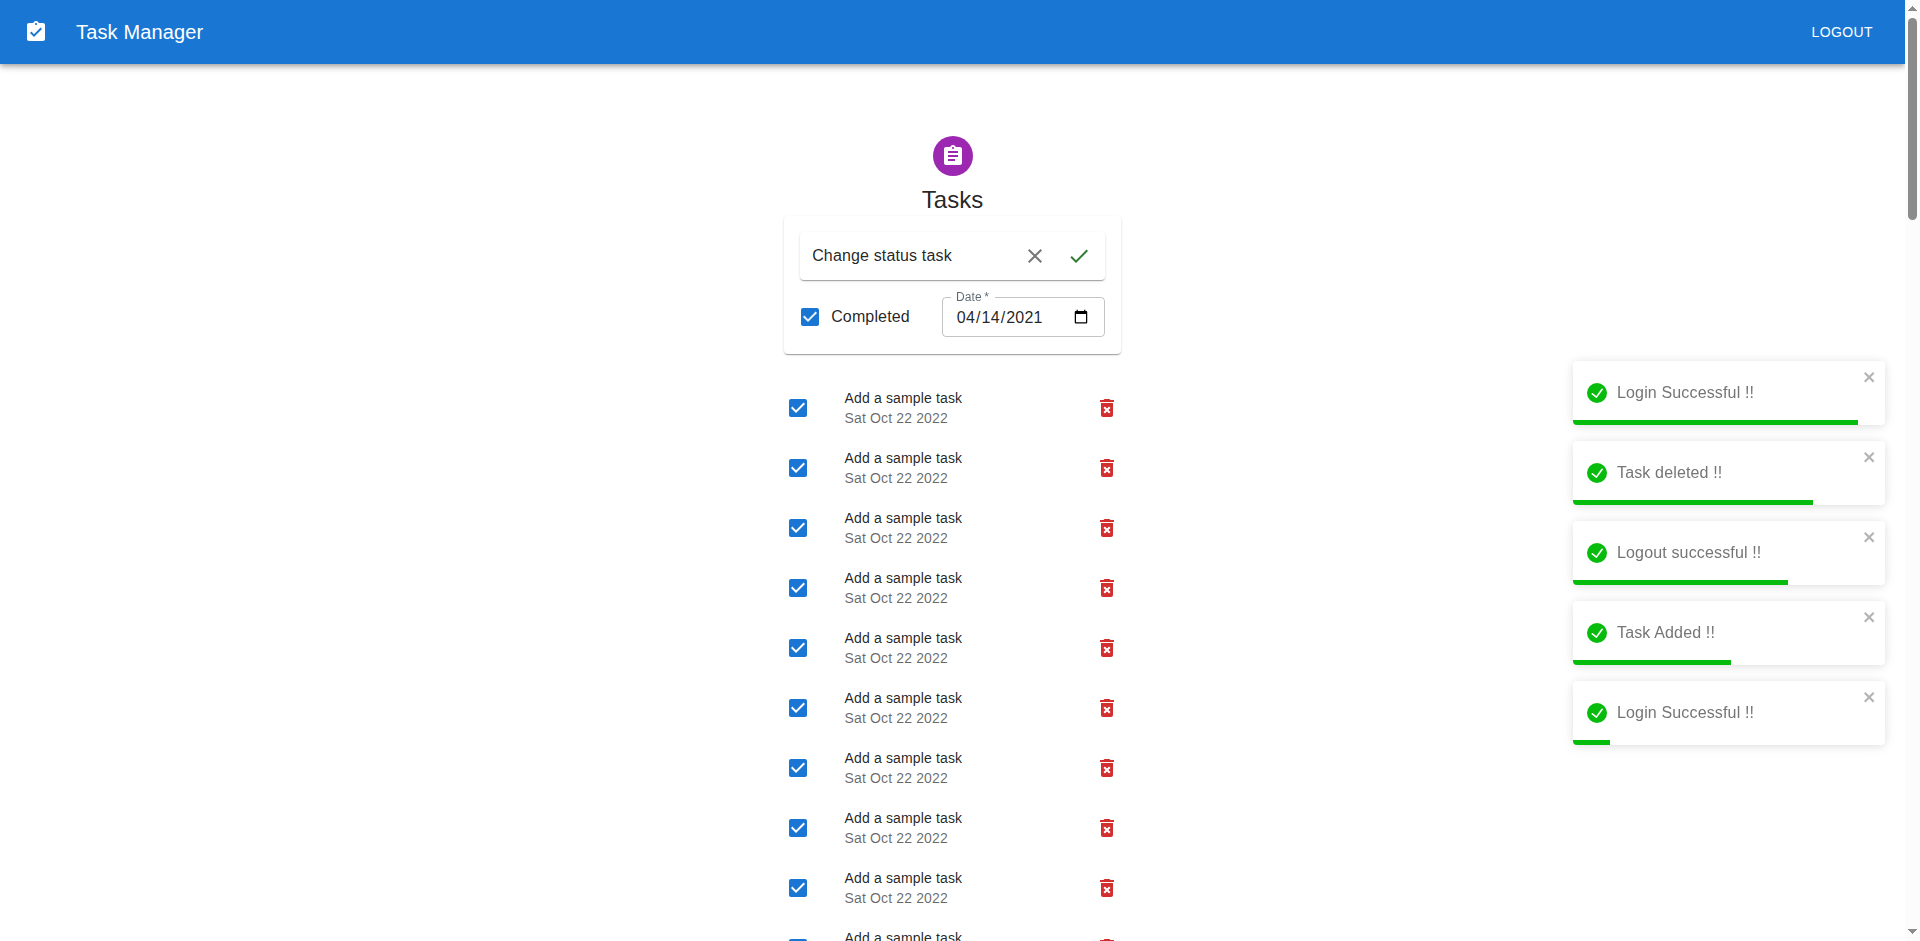 Task Manager
LOGOUT
Tasks
Change status task
Completed
Date *
04/14/2021
Add a sample task
Sat Oct 22 2022
Add a sample task
Sat Oct 22 2022
Add a sample task
Sat Oct 22 2022
Add a sample task
Sat Oct 22 2022
Add a sample task
Sat Oct 22 2022
Add a sample task
Sat Oct 22 2022
Add a sample task
Sat Oct 22 2022
Add a sample task
Sat Oct 22 2022
Add a sample task
Sat Oct 22 2022
Add a sample task
Login Successful !!
Task deleted !!
Logout successful !!
Task Added !!
Login Successful !!